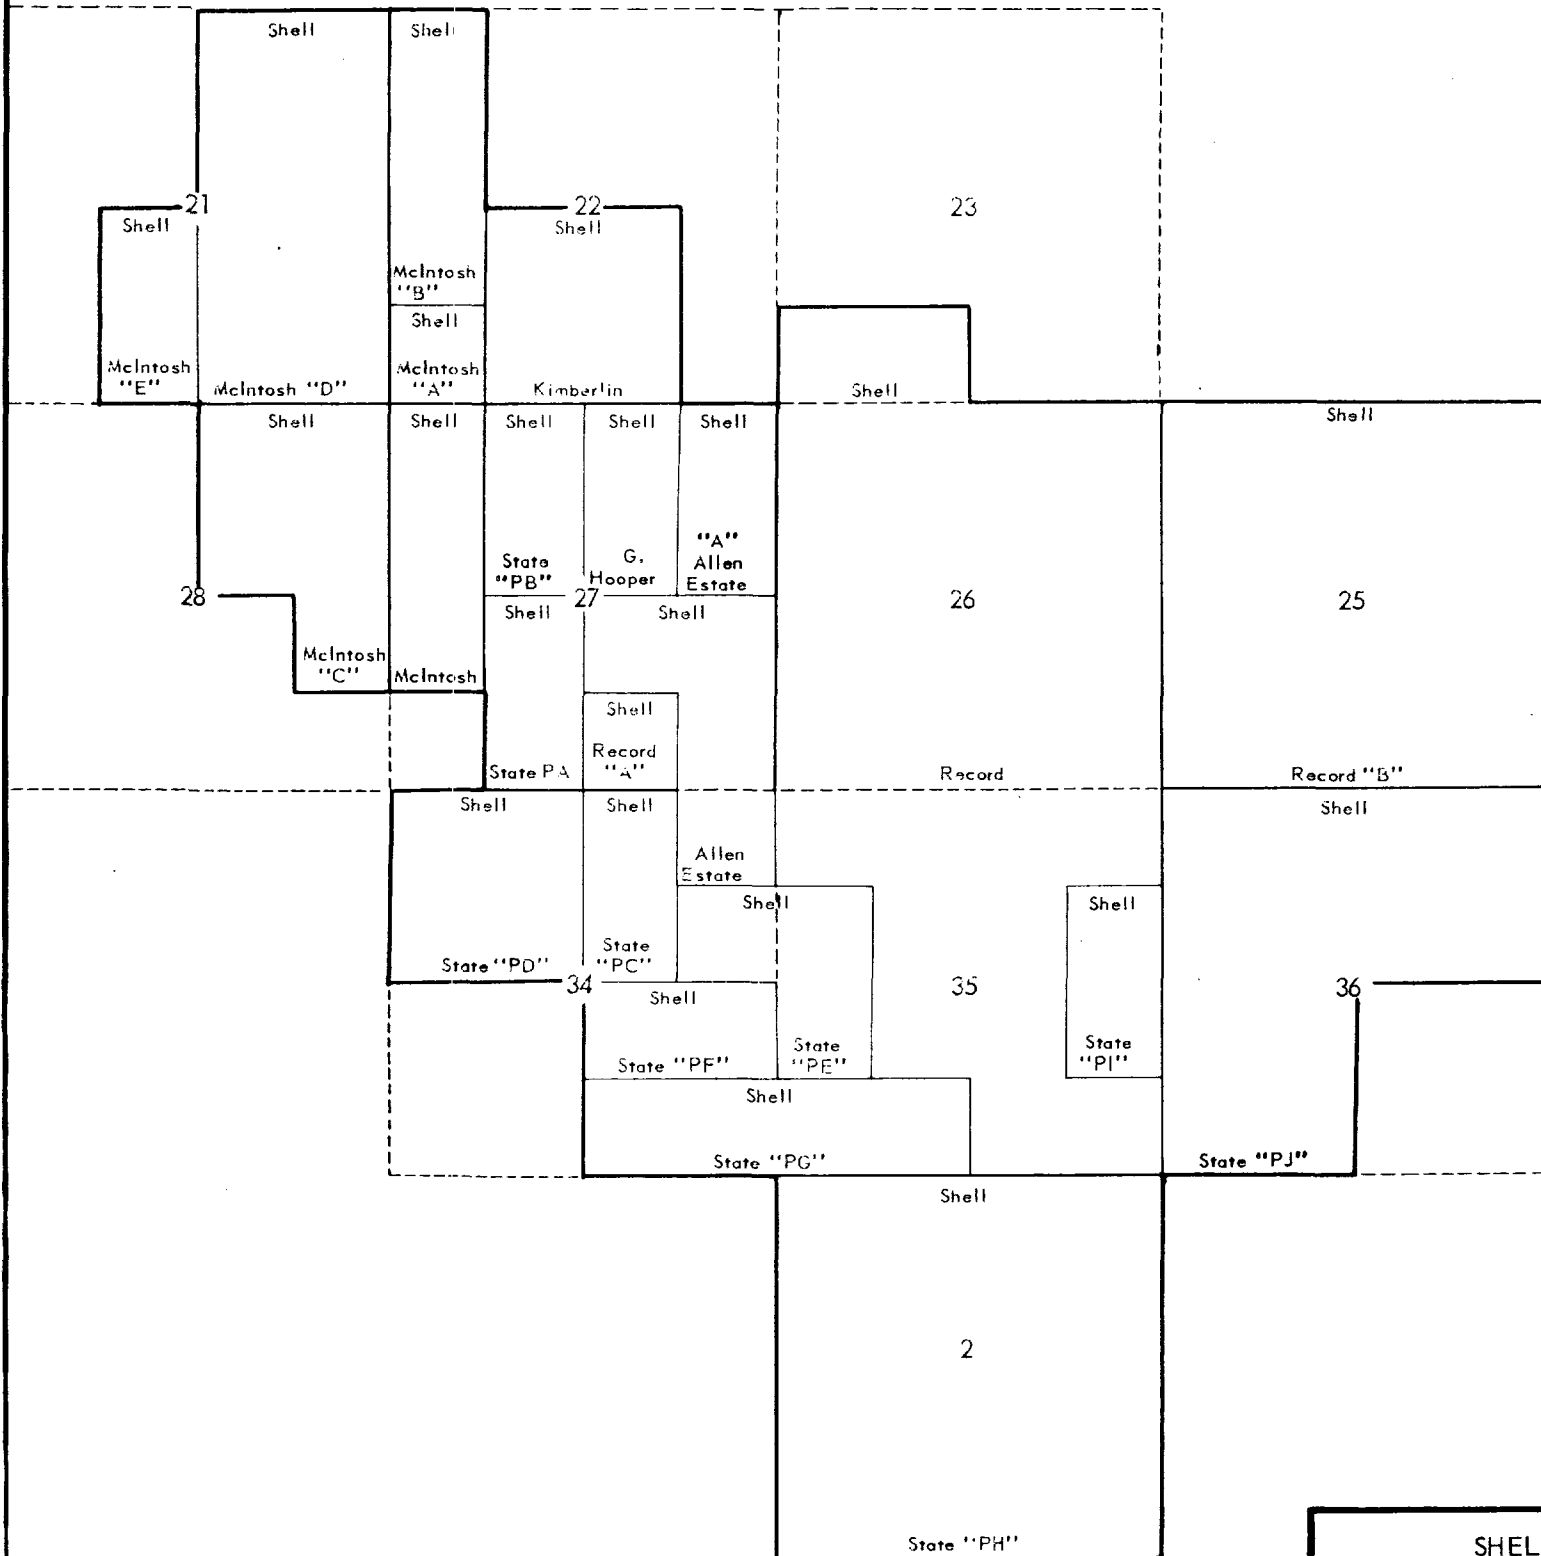 Shell
Shell
21
22
23
Shell
Shell
McIntosh
"B"
Shell
McIntosh
"E"
McIntosh "D"
McIntosh
"A"
Kimberlin
Shell
Shell
Shell
Shell
Shell
Shell
Shell
State
"PB"
G.
Hooper
"A"
Allen
Estate
28
27
26
25
Shell
Shell
McIntosh
"C"
McIntosh
Shell
Record
"A"
State PA
Record
Record "B"
Shell
Shell
Shell
Allen
Estate
Shell
Shell
State "PD"
State
"PC"
34
35
36
Shell
State "PF"
State
"PE"
State
"PI"
Shell
State "PG"
State "PJ"
Shell
2
State "PH"
SHEL